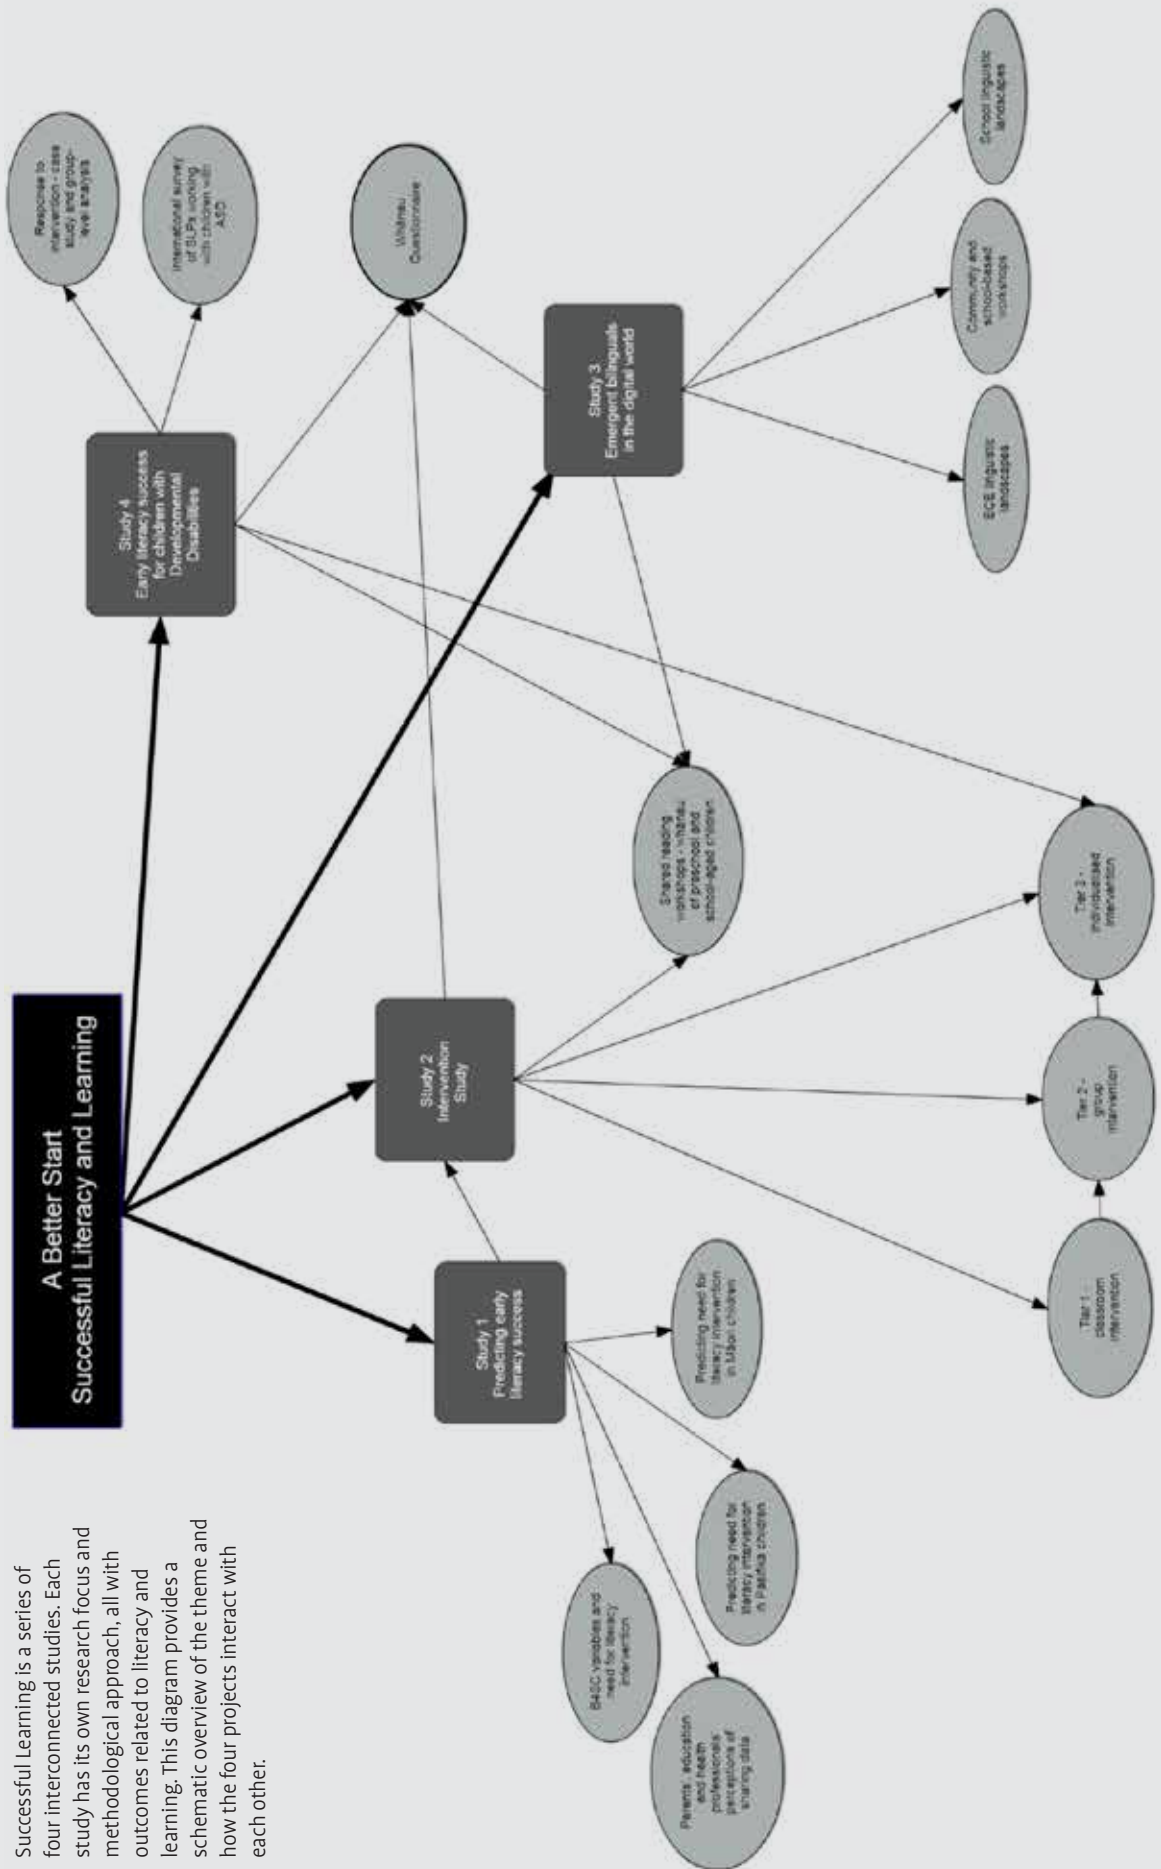 Successful Learning is a series of
four interconnected studies. Each
study has its own research focus and
methodological approach, all with
outcomes related to literacy and
learning. This diagram provides a
schematic overview of the theme and
how the four projects interact with
each other.
A Better Start
Successful Literacy and Learning
Study 1
Predicting early
literacy success
Study 2
Intervention
Study
Study 3
Emergent bilinguals
in the digital world
Study 4
Early literacy success
for children with
Developmental
Disabilities
Response to
intervention - case
study and group-
level analysis
International survey
of SLPs working
with children with
ASD
Whānau
Questionnaire
Shared reading
workshops - whānau
of preschool and
school-aged children
B4SC variables and
need for literacy
intervention
Parents', education
and health
professionals'
perceptions of
sharing data
Predicting need for
literacy intervention
in Pasifika children
Predicting need for
literacy intervention
in Māori children
Tier 1 -
classroom
intervention
Tier 2 -
group
intervention
Tier 3 -
individualised
intervention
ECE linguistic
landscapes
Community and
school-based
workshops
School linguistic
landscapes